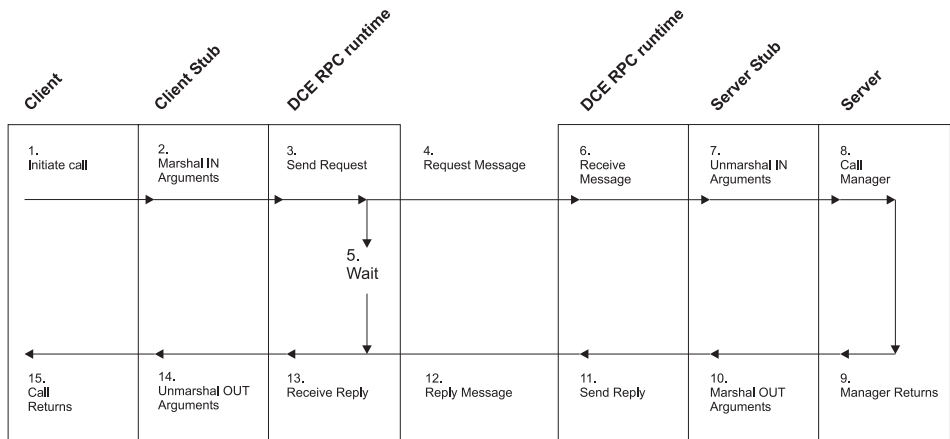 Client
Client Stub
DCE RPC runtime
DCE RPC runtime
Server Stub
Server
1.
Initiate call
2.
Marshal IN
Arguments
3.
Send Request
4.
Request Message
6.
Receive
Message
7.
Unmarshal IN
Arguments
8.
Call
Manager
5.
Wait
15.
Call
Returns
14.
Unmarshal OUT
Arguments
13.
Receive Reply
12.
Reply Message
11.
Send Reply
10.
Marshal OUT
Arguments
9.
Manager Returns